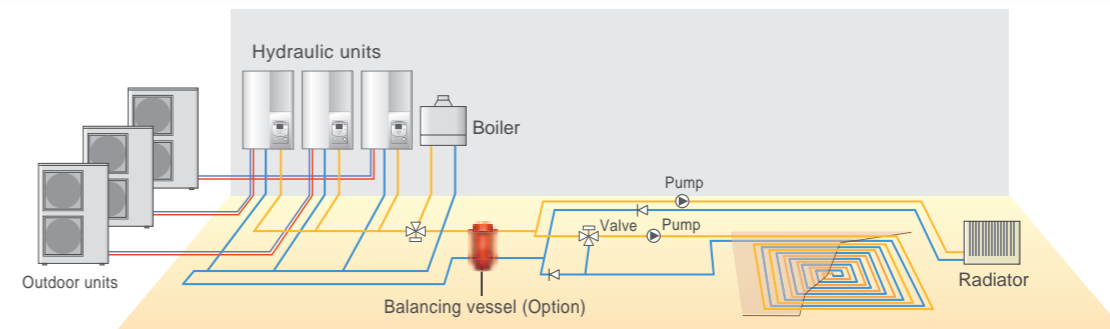 Hydraulic units
Boiler
Pump
Valve
Pump
Radiator
Outdoor units
Balancing vessel (Option)